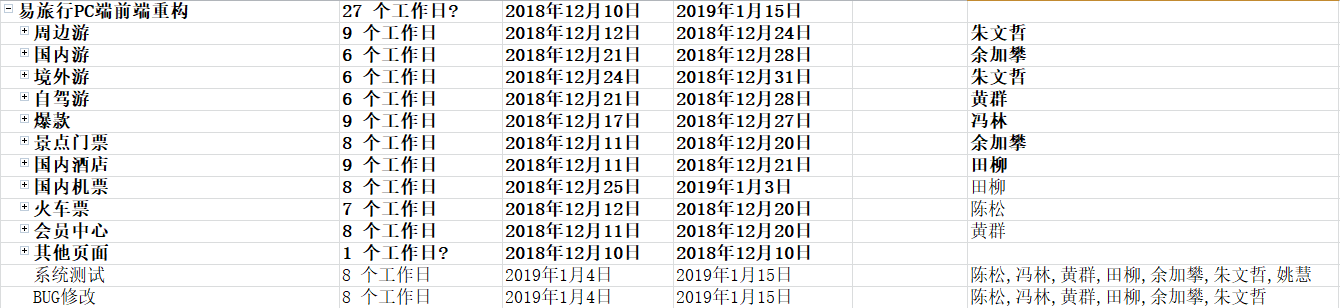 易旅行PC端前端重构 27 个工作日? 2018年12月10日 2019年1月15日
周边游 9 个工作日 2018年12月12日 2018年12月24日 朱文哲
国内游 6 个工作日 2018年12月21日 2018年12月28日 余加攀
境外游 6 个工作日 2018年12月24日 2018年12月31日 朱文哲
自驾游 6 个工作日 2018年12月21日 2018年12月28日 黄群
爆款 9 个工作日 2018年12月17日 2018年12月27日 冯林
景点门票 8 个工作日 2018年12月11日 2018年12月20日 余加攀
国内酒店 9 个工作日 2018年12月11日 2018年12月21日 田柳
国内机票 8 个工作日 2018年12月25日 2019年1月3日 田柳
火车票 7 个工作日 2018年12月12日 2018年12月20日 陈松
会员中心 8 个工作日 2018年12月11日 2018年12月20日 黄群
其他页面 1 个工作日? 2018年12月10日 2018年12月10日
系统测试 8 个工作日 2019年1月4日 2019年1月15日 陈松,冯林,黄群,田柳,余加攀,朱文哲,姚慧
BUG修改 8 个工作日 2019年1月4日 2019年1月15日 陈松,冯林,黄群,田柳,余加攀,朱文哲